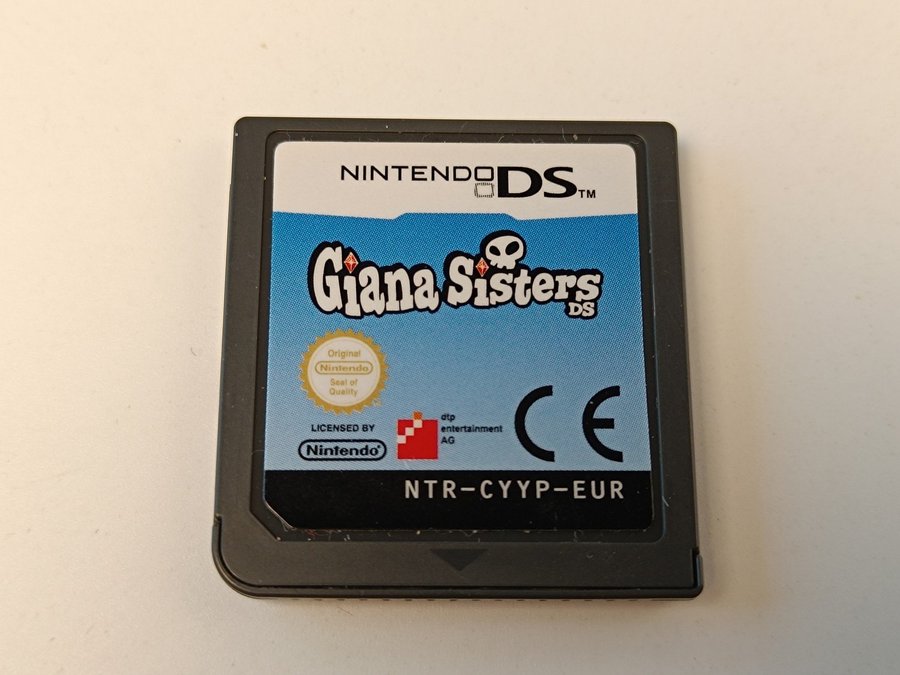 NINTENDO DS™
Giana Sisters
DS
Original
Nintendo
Seal of
Quality
LICENSED BY
Nintendo®
dtp
entertainment
AG
CE
NTR-CYYP-EUR